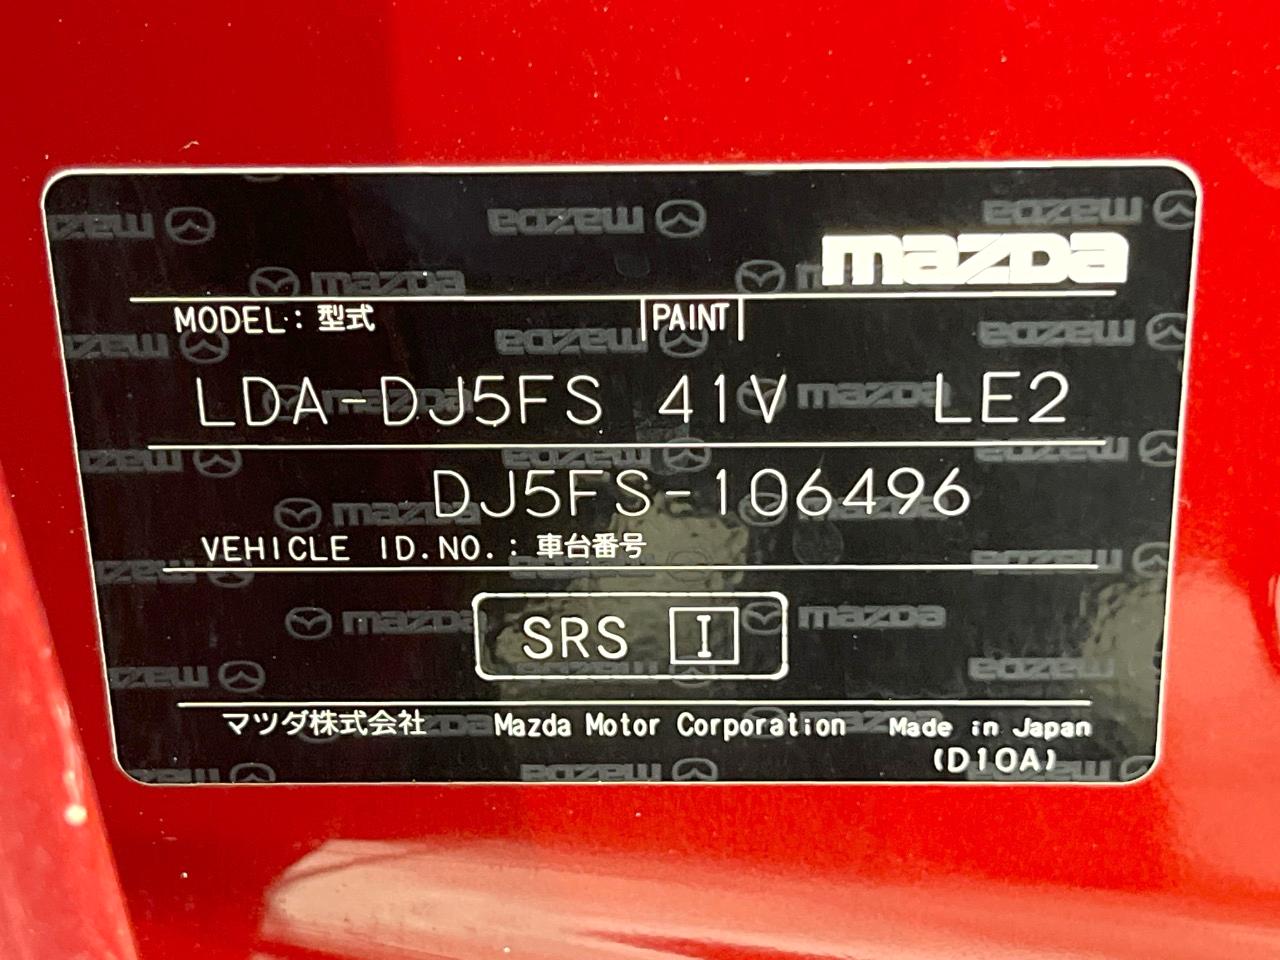 mazda
MODEL: 型式 PAINT
LDA-DJ5FS 41V LE2
DJ5FS-106496
VEHICLE ID.NO.: 車台番号
SRS I
マツダ株式会社 Mazda Motor Corporation Made in Japan
(D10A)